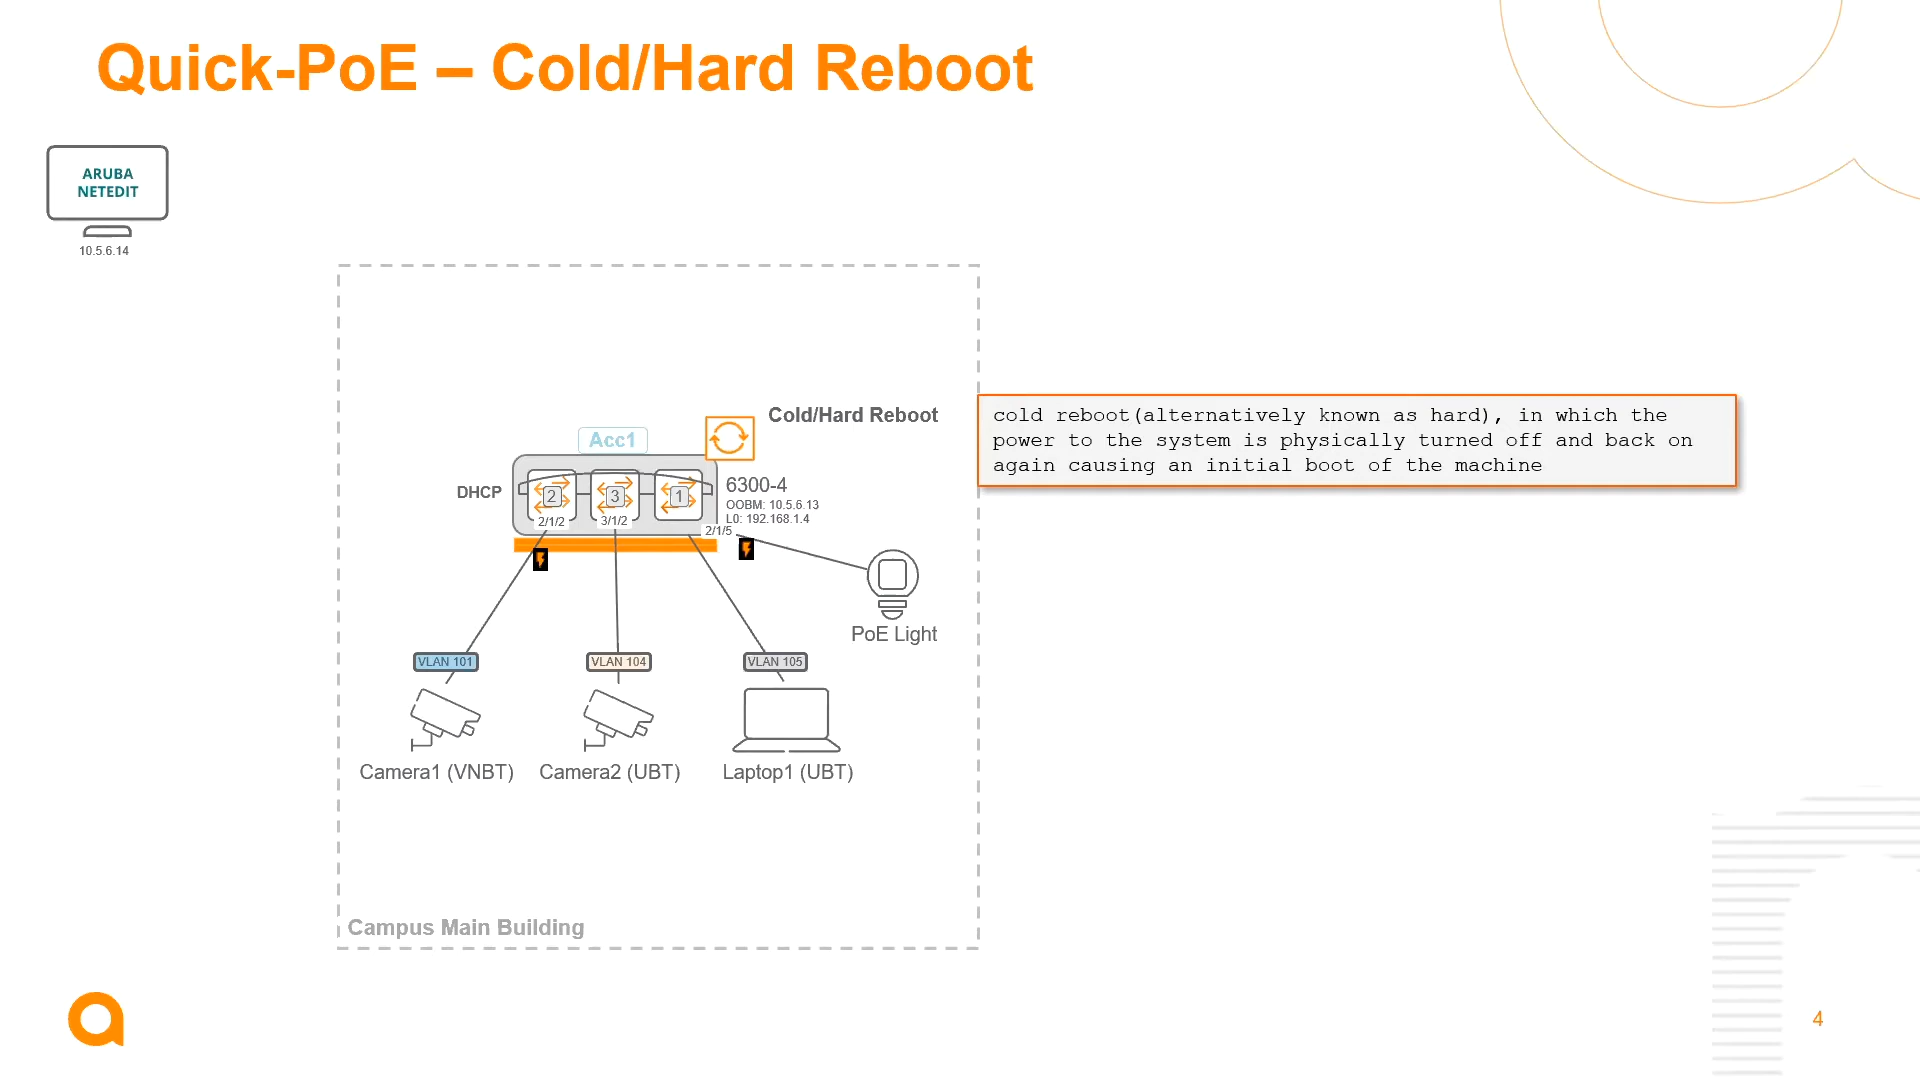 Quick-PoE – Cold/Hard Reboot
ARUBA
NETEDIT
10.5.6.14
Cold/Hard Reboot
cold reboot(alternatively known as hard), in which the
power to the system is physically turned off and back on
again causing an initial boot of the machine
Acc1
DHCP
2
3
1
6300-4
OOBM: 10.5.6.13
L0: 192.168.1.4
2/1/2
3/1/2
2/1/5
PoE Light
VLAN 101
VLAN 104
VLAN 105
Camera1 (VNBT)
Camera2 (UBT)
Laptop1 (UBT)
Campus Main Building
4